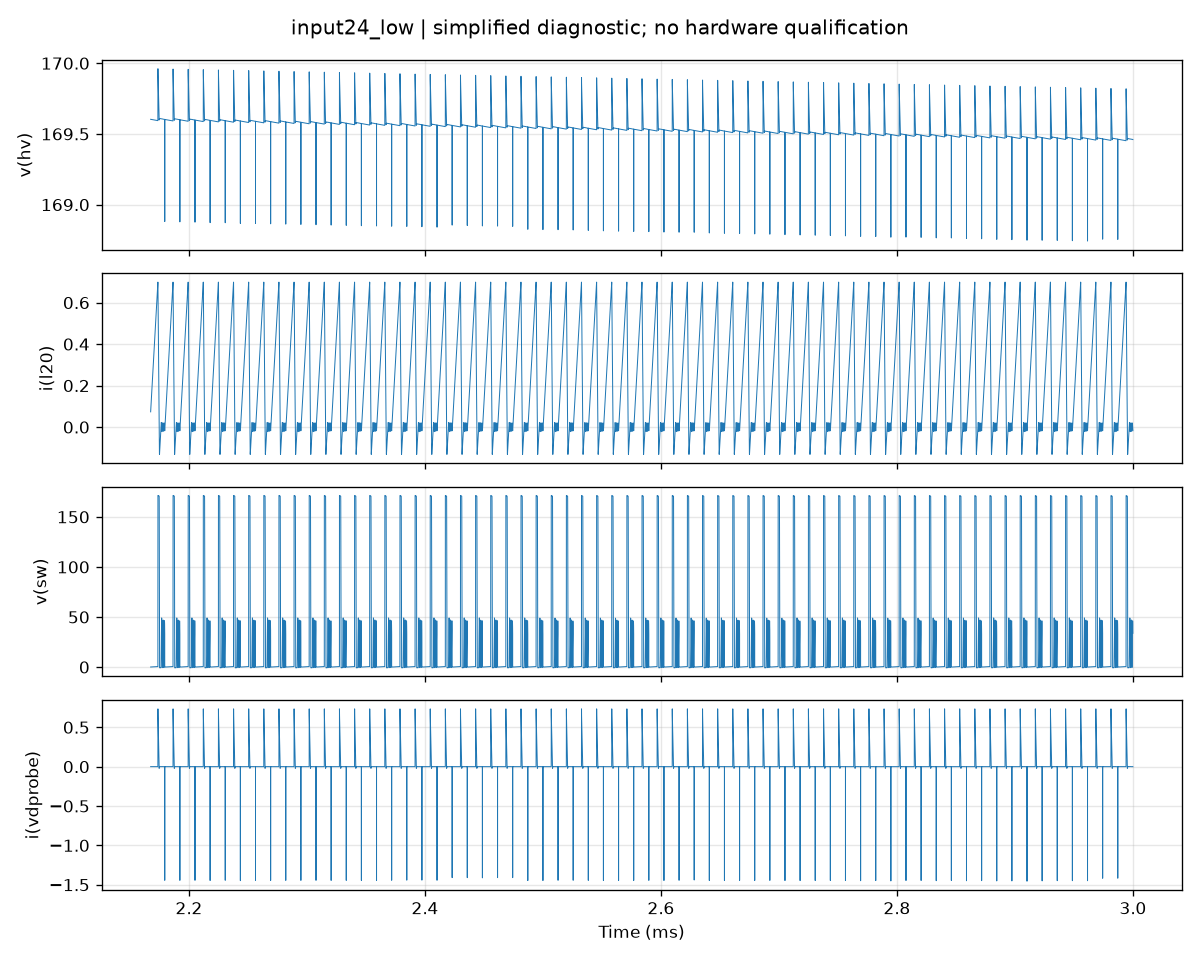 input24_low | simplified diagnostic; no hardware qualification
170.0
169.5
169.0
v(hv)
0.6
0.4
0.2
0.0
i(l20)
150
100
50
0
v(sw)
0.5
0.0
−0.5
−1.0
−1.5
i(vdprobe)
2.2 2.4 2.6 2.8 3.0
Time (ms)